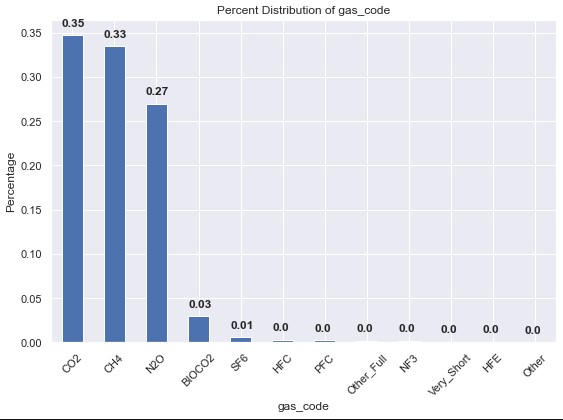 Percent Distribution of gas_code
Percentage
0.35
0.30
0.25
0.20
0.15
0.10
0.05
0.00
0.35
0.33
0.27
0.03
0.01
0.0
0.0
0.0
0.0
0.0
0.0
0.0
CO2
CH4
N2O
BIOCO2
SF6
HFC
PFC
Other_Full
NF3
Very_Short
HFE
Other
gas_code